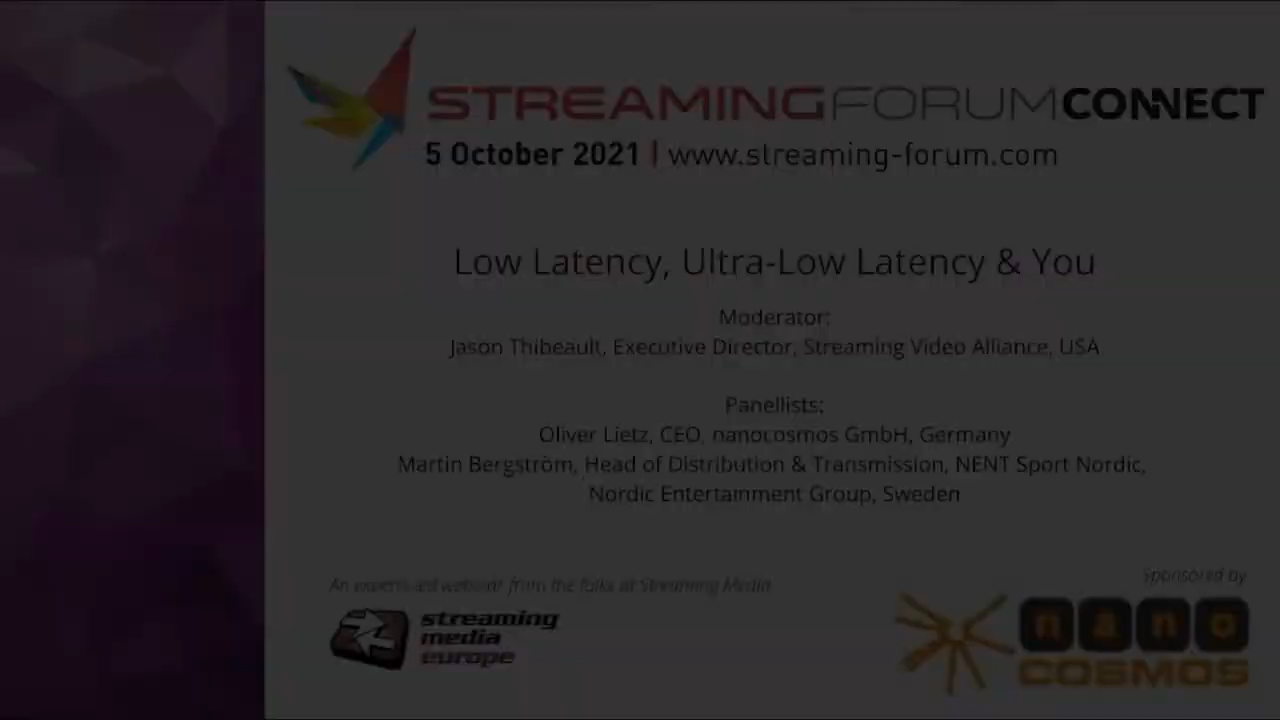 STREAMINGFORUMCONNECT
5 October 2021 | www.streaming-forum.com
Low Latency, Ultra-Low Latency & You
Moderator:
Jason Thibeault, Executive Director, Streaming Video Alliance, USA
Panellists:
Oliver Lietz, CEO, nanocosmos GmbH, Germany
Martin Bergström, Head of Distribution & Transmission, NENT Sport Nordic,
Nordic Entertainment Group, Sweden
An experts-led webinar from the folks at Streaming Media
Sponsored by
streaming
media
europe
nano
COSMOS